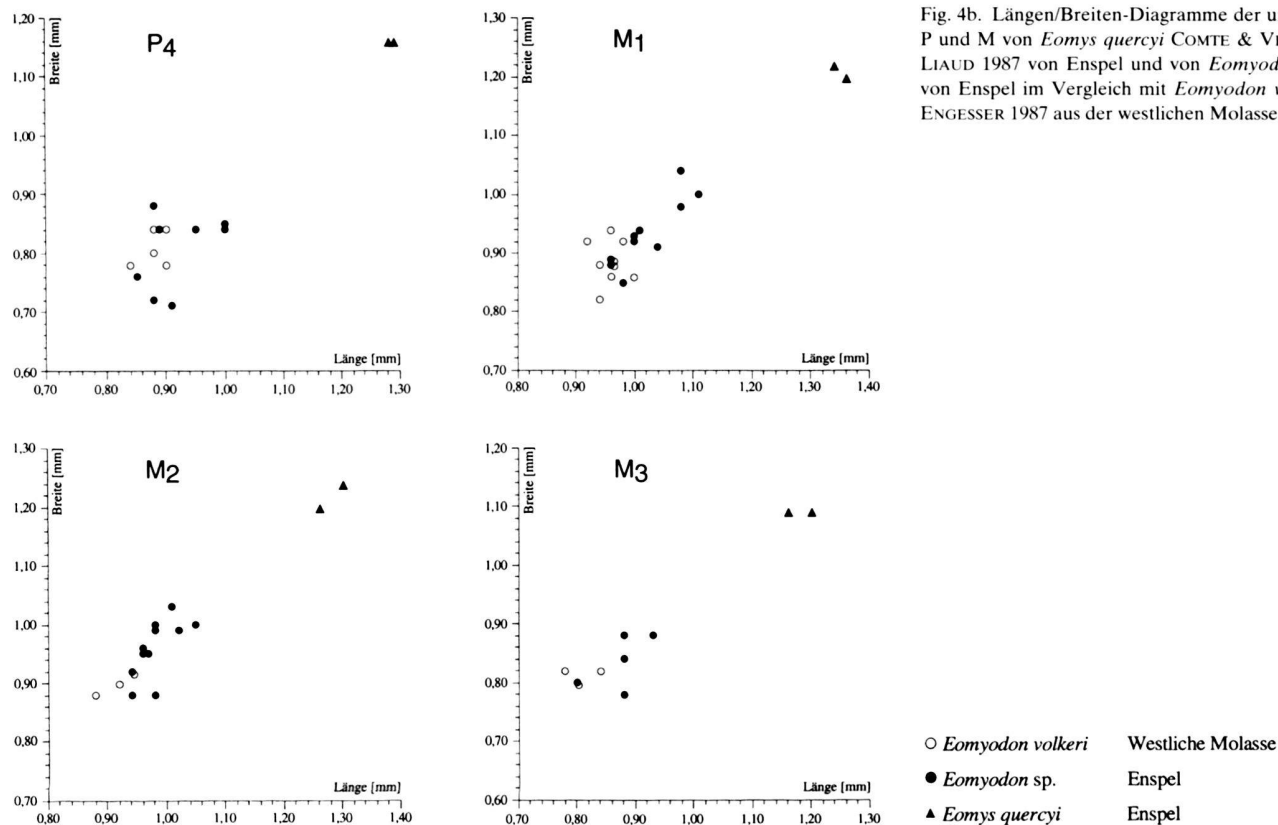 Fig. 4b. Längen/Breiten-Diagramme der u
P und M von Eomys quercyi COMTE &
LIAUD 1987 von Enspel und von
von Enspel im Vergleich mit Eomyodon
ENGESSER 1987 aus der westlichen Molasse
P4
Breite [mm]
1,20
1,10
1,00
0,90
0,80
0,70
0,60
Länge [mm]
0,70 0,80 0,90 1,00 1,10 1,20 1,30
M1
Breite [mm]
1,30
1,20
1,10
1,00
0,90
0,80
0,70
Länge [mm]
0,80 0,90 1,00 1,10 1,20 1,30 1,40
M2
Breite [mm]
1,30
1,20
1,10
1,00
0,90
0,80
0,70
Länge [mm]
0,80 0,90 1,00 1,10 1,20 1,30 1,40
M3
Breite [mm]
1,20
1,10
1,00
0,90
0,80
0,70
0,60
Länge [mm]
0,70 0,80 0,90 1,00 1,10 1,20 1,30
Eomyodon volkeri Westliche Molasse
Eomyodon sp. Enspel
Eomys quercyi Enspel